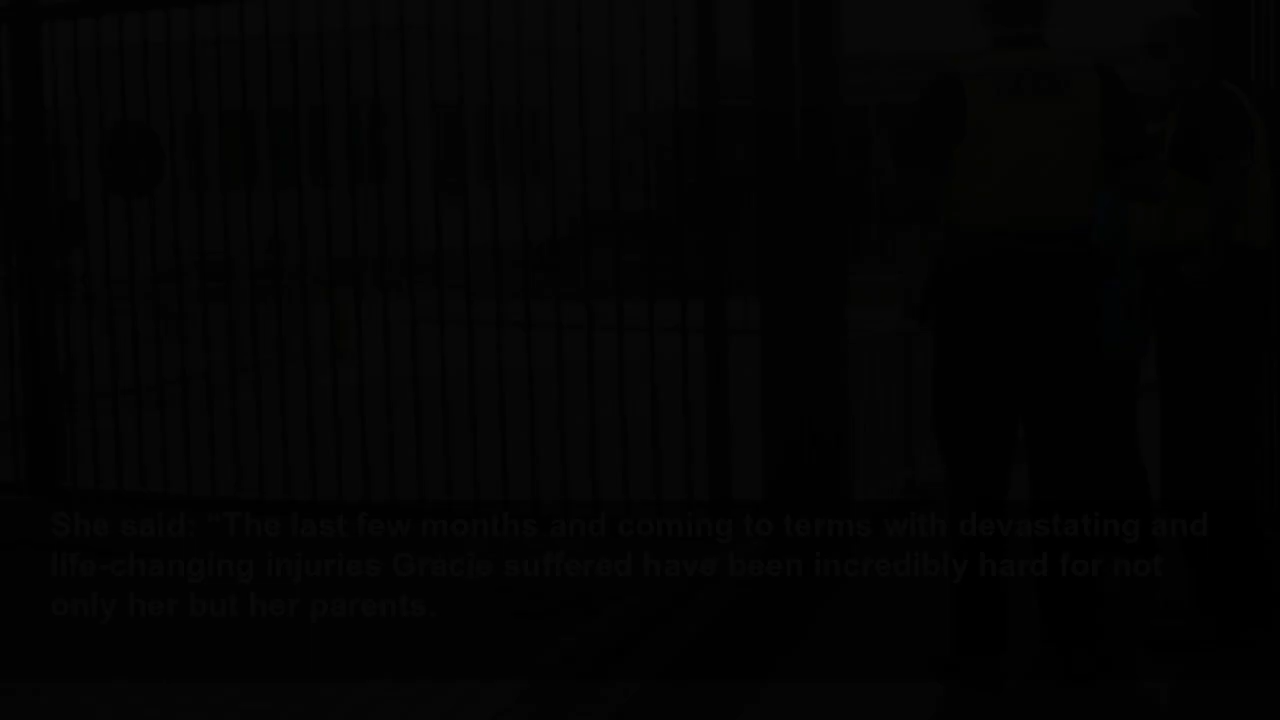 She said: "The last few months and coming to terms with devastating and
life-changing injuries Gracie suffered have been incredibly hard for not
only her but her parents.